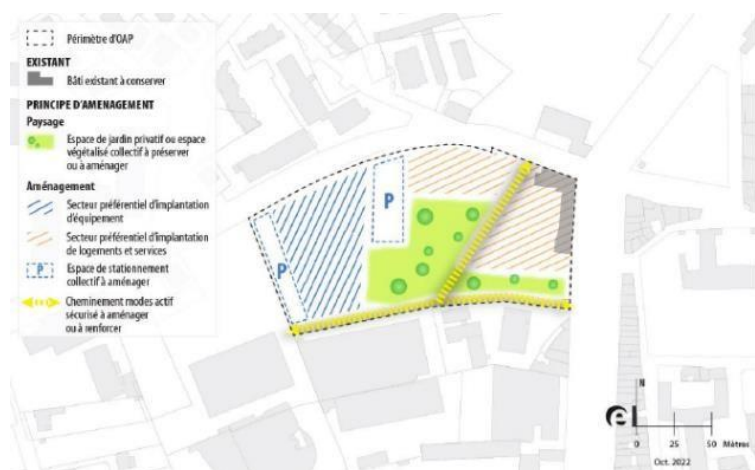 Périmètre d'OAP
EXISTANT
Bâti existant à conserver
PRINCIPE D'AMENAGEMENT
Paysage
Espace de jardin privatif ou espace
végétalisé collectif à préserver
ou à aménager
Aménagement
Secteur préférentiel d'implantation
d'équipement
Secteur préférentiel d'implantation
de logements et services
P
Espace de stationnement
collectif à aménager
Cheminement modes actif
sécurisé à aménager
ou à renforcer
P
P
N
0 25 50 Mètres
Oct. 2022